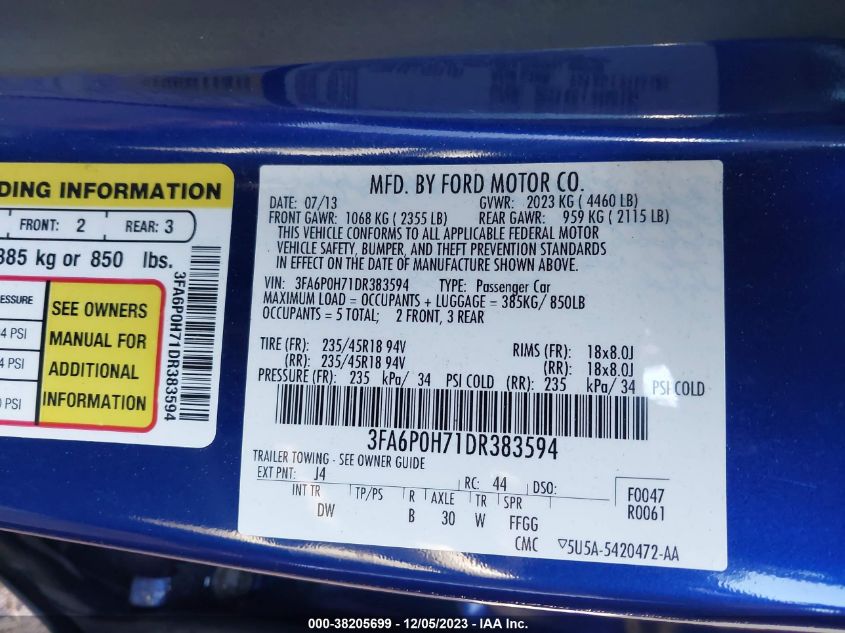 DING INFORMATION
FRONT: 2 REAR: 3
385 kg or 850 lbs.
ESSURE
4 PSI
4 PSI
0 PSI
SEE OWNERS
MANUAL FOR
ADDITIONAL
INFORMATION
3FA6P0H71DR383594
MFD. BY FORD MOTOR CO.
DATE: 07/13 GVWR: 2023 KG ( 4460 LB)
FRONT GAWR: 1068 KG ( 2355 LB) REAR GAWR: 959 KG ( 2115 LB)
THIS VEHICLE CONFORMS TO ALL APPLICABLE FEDERAL MOTOR
VEHICLE SAFETY, BUMPER, AND THEFT PREVENTION STANDARDS
IN EFFECT ON THE DATE OF MANUFACTURE SHOWN ABOVE.
VIN: 3FA6P0H71DR383594 TYPE: Passenger Car
MAXIMUM LOAD = OCCUPANTS + LUGGAGE = 385KG/ 850LB
OCCUPANTS = 5 TOTAL; 2 FRONT, 3 REAR
TIRE (FR): 235/45R18 94V RIMS (FR): 18x8.0J
(RR): 235/45R18 94V (RR): 18x8.0J
PRESSURE (FR): 235 kPa/ 34 PSI COLD (RR): 235 kPa/ 34 PSI COLD
3FA6P0H71DR383594
TRAILER TOWING - SEE OWNER GUIDE
EXT PNT: J4 RC: 44 DSO: F0047
INT TR TP/PS R AXLE TR SPR R0061
DW B 30 W FFGG
CMC ▽5U5A-5420472-AA
000-38205699 - 12/05/2023 - IAA Inc.